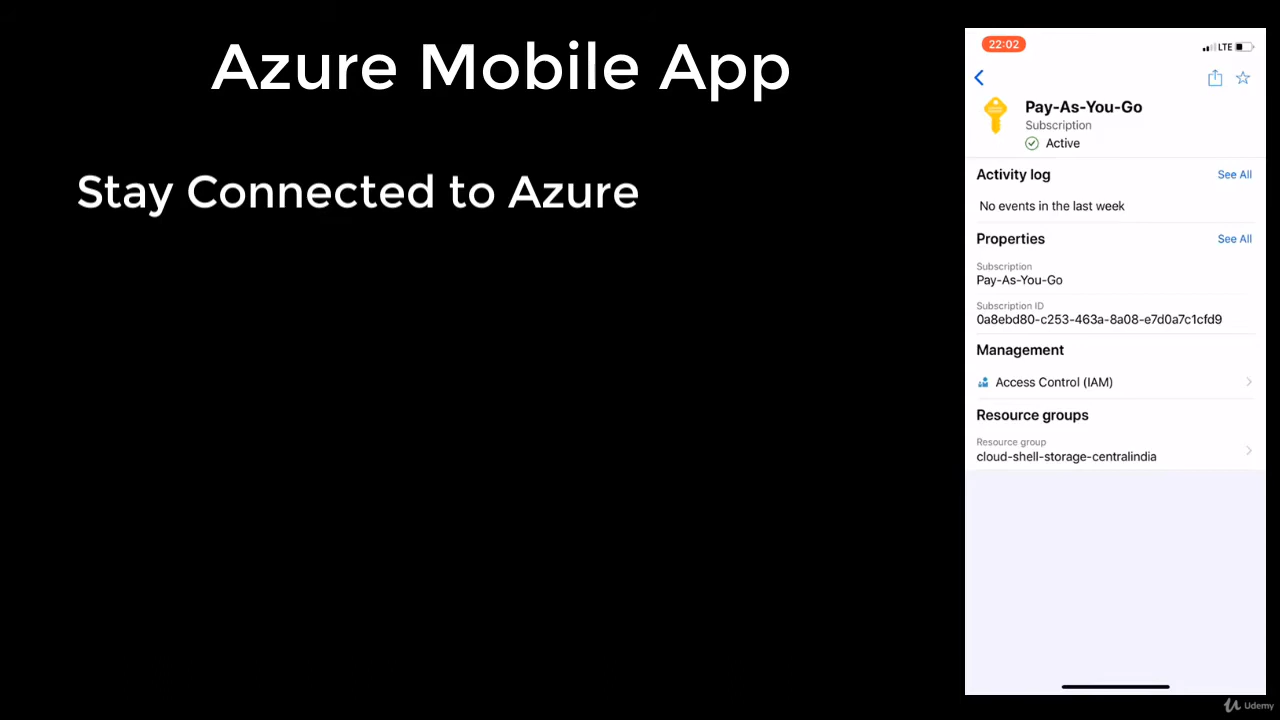 Azure Mobile App
Stay Connected to Azure
22:02
LTE
Pay-As-You-Go
Subscription
Active
Activity log
See All
No events in the last week
Properties
See All
Subscription
Pay-As-You-Go
Subscription ID
0a8ebd80-c253-463a-8a08-e7d0a7c1cfd9
Management
Access Control (IAM)
Resource groups
Resource group
cloud-shell-storage-centralindia
Udemy